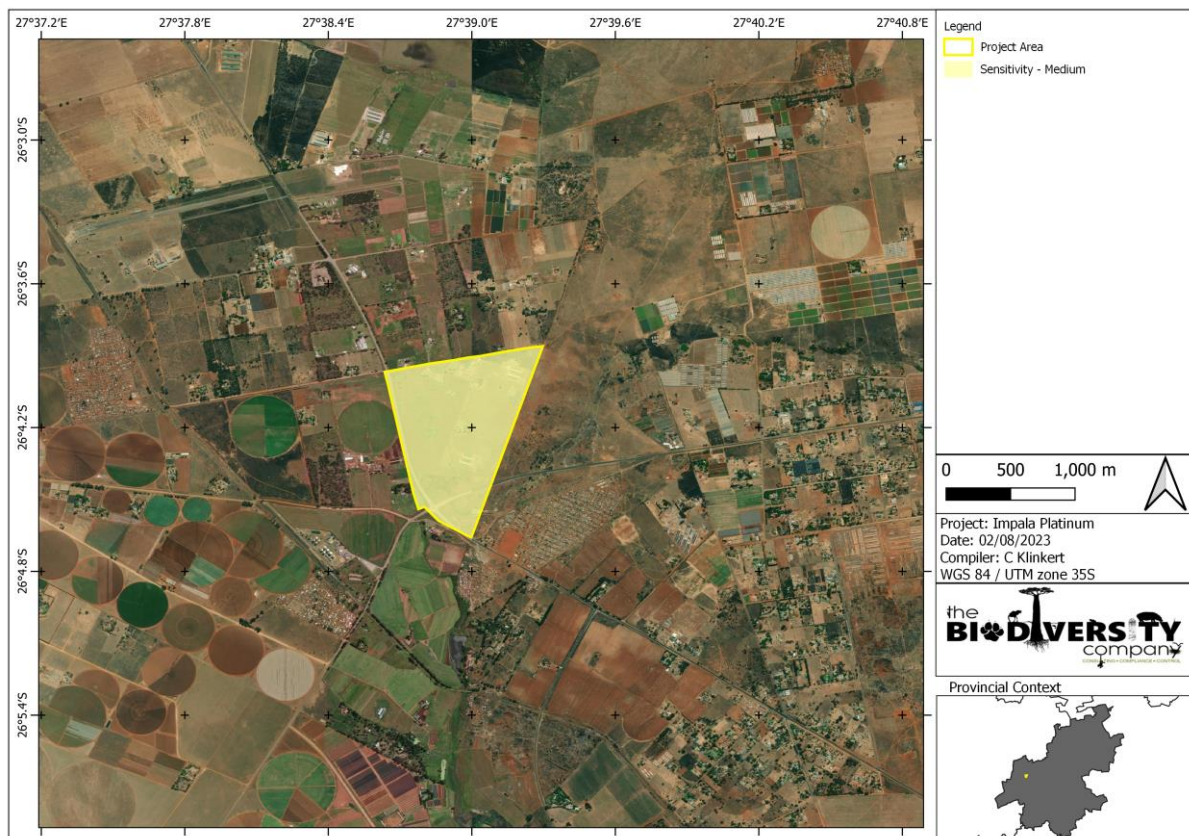 27°37.2'E 27°37.8'E 27°38.4'E 27°39.0'E 27°39.6'E 27°40.2'E 27°40.8'E
26°3.0'S
26°3.6'S
26°4.2'S
26°4.8'S
26°5.4'S
Legend
Project Area
Sensitivity - Medium
0 500 1,000 m
Project: Impala Platinum
Date: 02/08/2023
Compiler: C Klinkert
WGS 84 / UTM zone 35S
the
BIODIVERSITY
company
CONSULTING • COMPLIANCE • CONTROL
Provincial Context